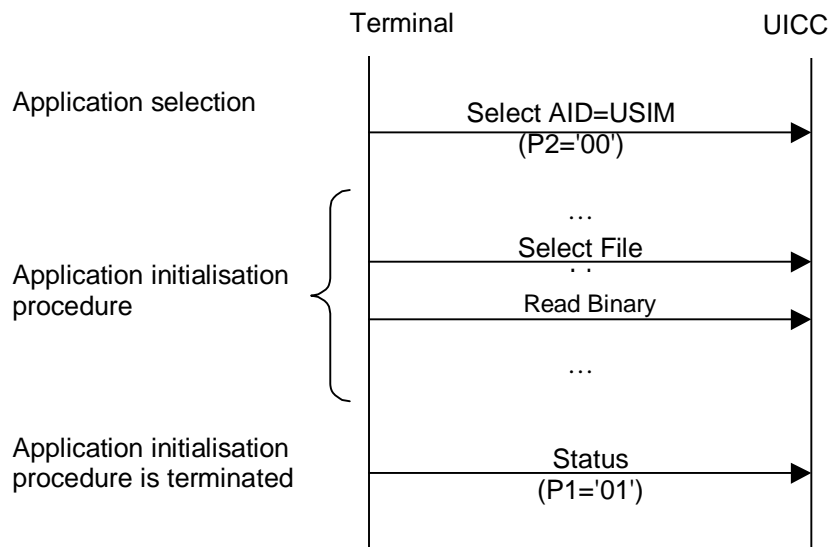 Terminal
UICC
Application selection
Select AID=USIM
(P2='00')
...
Select File
. .
Application initialisation
procedure
Read Binary
...
Application initialisation
procedure is terminated
Status
(P1='01')